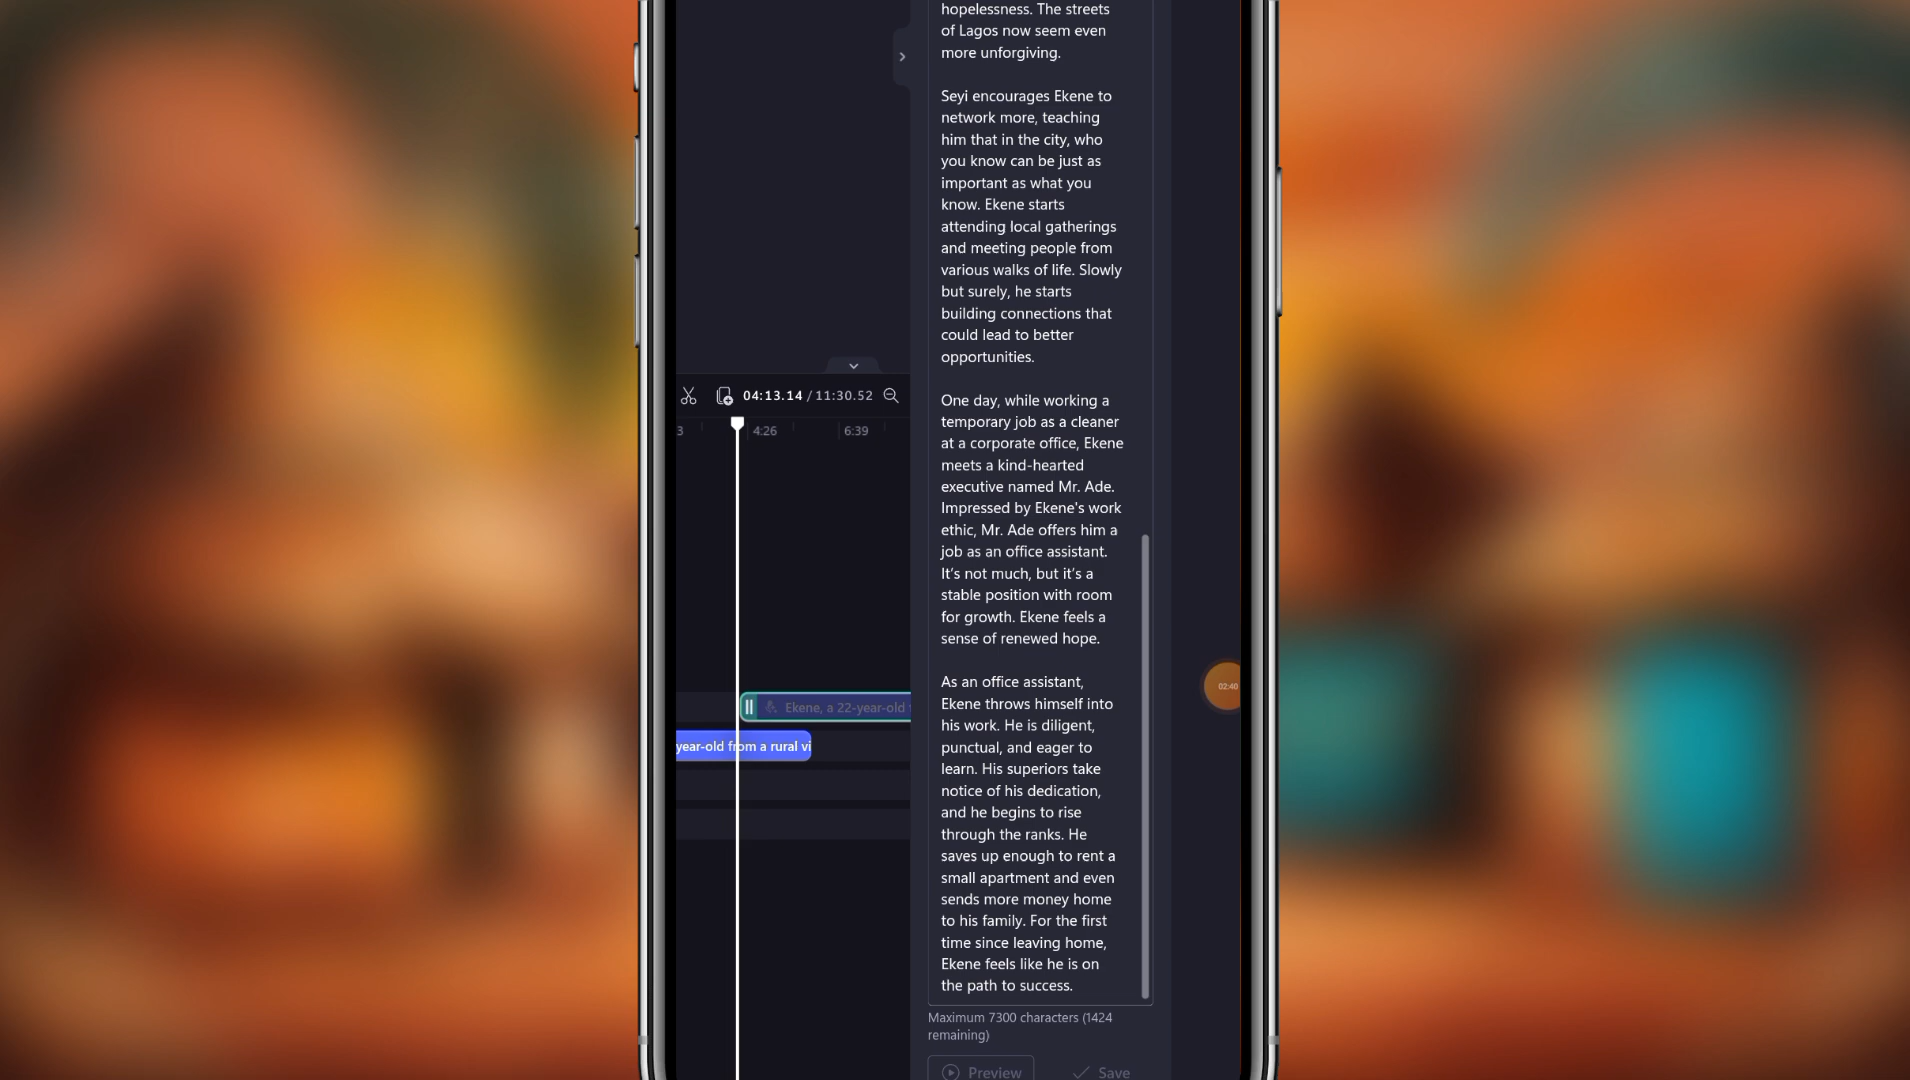 hopelessness. The streets
of Lagos now seem even
more unforgiving.
Seyi encourages Ekene to
network more, teaching
him that in the city, who
you know can be just as
important as what you
know. Ekene starts
attending local gatherings
and meeting people from
various walks of life. Slowly
but surely, he starts
building connections that
could lead to better
opportunities.
One day, while working a
temporary job as a cleaner
at a corporate office, Ekene
meets a kind-hearted
executive named Mr. Ade.
Impressed by Ekene's work
ethic, Mr. Ade offers him a
job as an office assistant.
It’s not much, but it’s a
stable position with room
for growth. Ekene feels a
sense of renewed hope.
As an office assistant,
Ekene throws himself into
his work. He is diligent,
punctual, and eager to
learn. His superiors take
notice of his dedication,
and he begins to rise
through the ranks. He
saves up enough to rent a
small apartment and even
sends more money home
to his family. For the first
time since leaving home,
Ekene feels like he is on
the path to success.
Maximum 7300 characters (1424
remaining)
Preview Save
04:13.14 / 11:30.52
3 4:26 6:39
Ekene, a 22-year-old
year-old from a rural vi
02:40